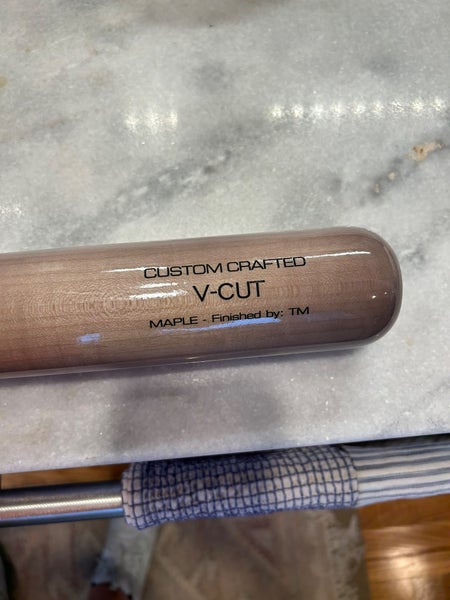 CUSTOM CRAFTED
V-CUT
MAPLE - Finished by: TM